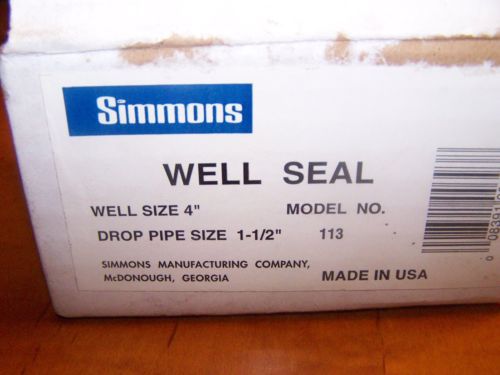 Simmons
WELL SEAL
WELL SIZE 4" MODEL NO.
DROP PIPE SIZE 1-1/2" 113
SIMMONS MANUFACTURING COMPANY,
McDONOUGH, GEORGIA
MADE IN USA